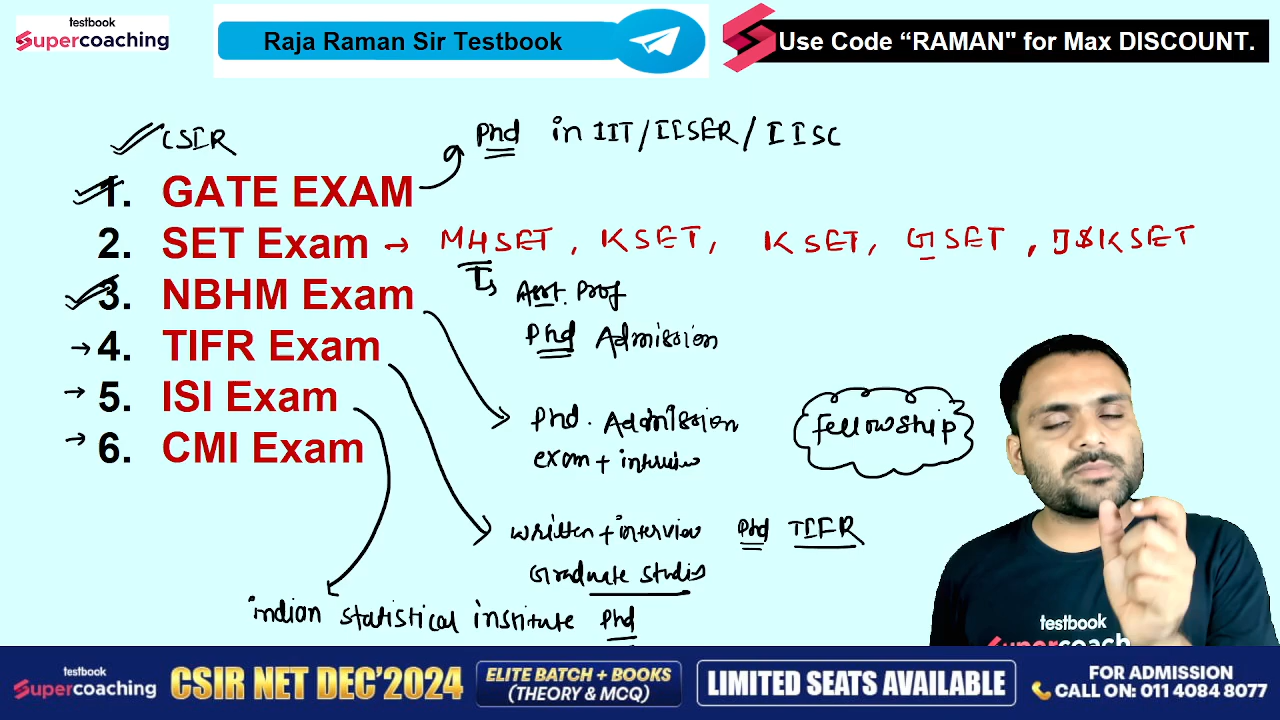 testbook
Supercoaching
Raja Raman Sir Testbook
Use Code “RAMAN" for Max DISCOUNT.
CSIR
Phd in IIT/IISER/IISC
1. GATE EXAM
2. SET Exam → MHSET, KSET, KSET, GSET, J&KSET
Asst. Prof
3. NBHM Exam
Phd Admission
→ 4. TIFR Exam
→ 5. ISI Exam
Phd. Admission
fellowship
→ 6. CMI Exam
exam + interview
written + interview Phd TIFR
Graduate Studies
indian statistical institute Phd
testbook
Supercoaching
testbook
Supercoaching
CSIR NET DEC’2024
ELITE BATCH + BOOKS
(THEORY & MCQ)
LIMITED SEATS AVAILABLE
FOR ADMISSION
CALL ON: 011 4084 8077